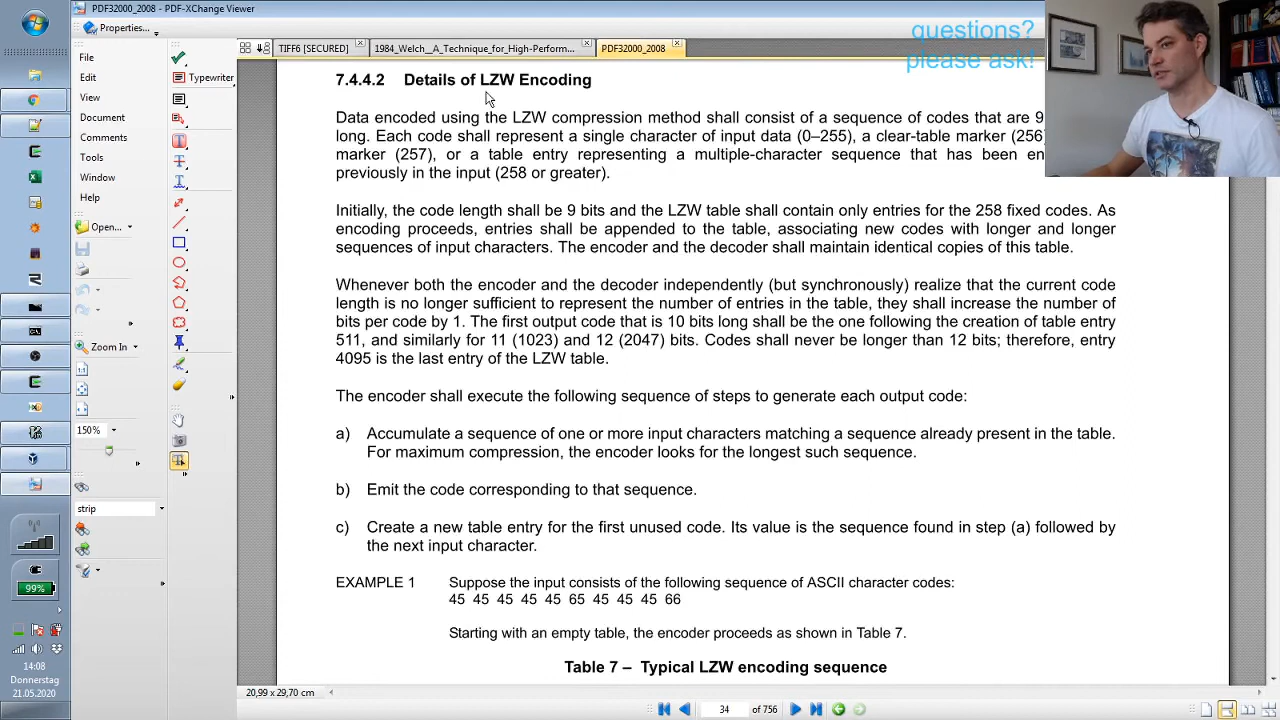 PDF32000_2008 - PDF-XChange Viewer
Properties...
questions?
please ask!
TIFF6 [SECURED]
1984_Welch__A_Technique_for_High-Perform...
PDF32000_2008
File
Edit
View
Document
Comments
Tools
Window
Help
Open...
Zoom In
150%
strip
Typewriter
7.4.4.2 Details of LZW Encoding
Data encoded using the LZW compression method shall consist of a sequence of codes that are 9
long. Each code shall represent a single character of input data (0–255), a clear-table marker (256
marker (257), or a table entry representing a multiple-character sequence that has been en
previously in the input (258 or greater).
Initially, the code length shall be 9 bits and the LZW table shall contain only entries for the 258 fixed codes. As
encoding proceeds, entries shall be appended to the table, associating new codes with longer and longer
sequences of input characters. The encoder and the decoder shall maintain identical copies of this table.
Whenever both the encoder and the decoder independently (but synchronously) realize that the current code
length is no longer sufficient to represent the number of entries in the table, they shall increase the number of
bits per code by 1. The first output code that is 10 bits long shall be the one following the creation of table entry
511, and similarly for 11 (1023) and 12 (2047) bits. Codes shall never be longer than 12 bits; therefore, entry
4095 is the last entry of the LZW table.
The encoder shall execute the following sequence of steps to generate each output code:
a) Accumulate a sequence of one or more input characters matching a sequence already present in the table.
For maximum compression, the encoder looks for the longest such sequence.
b) Emit the code corresponding to that sequence.
c) Create a new table entry for the first unused code. Its value is the sequence found in step (a) followed by
the next input character.
EXAMPLE 1 Suppose the input consists of the following sequence of ASCII character codes:
45 45 45 45 45 65 45 45 45 66
Starting with an empty table, the encoder proceeds as shown in Table 7.
Table 7 – Typical LZW encoding sequence
99%
14:08
Donnerstag
21.05.2020
20,99 x 29,70 cm
34 of 756